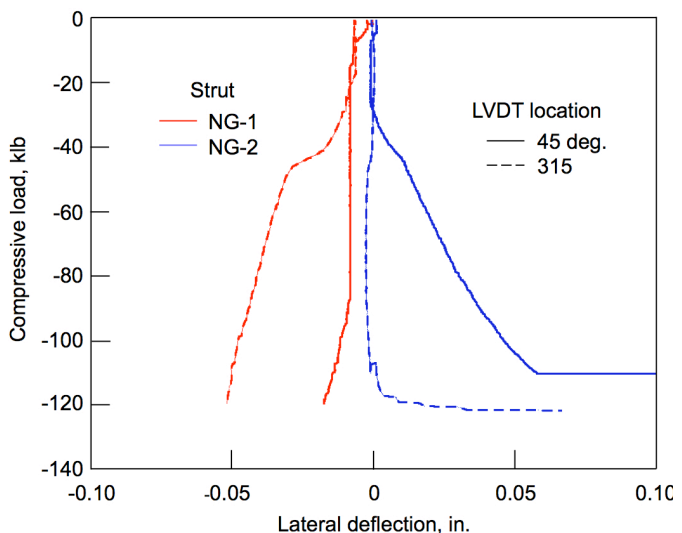 0
-20
-40
-60
-80
-100
-120
-140
Compressive load, klb
Strut
NG-1
NG-2
LVDT location
45 deg.
315
-0.10
-0.05
0
0.05
0.10
Lateral deflection, in.